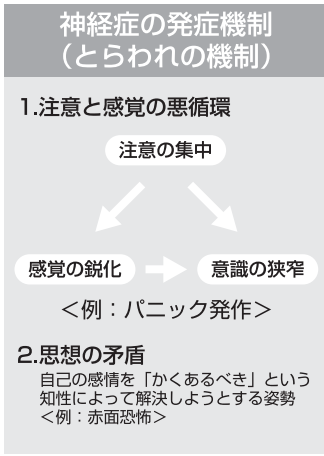 神経症の発症機制
（とらわれの機制）
1.注意と感覚の悪循環
注意の集中
感覚の鋭化
意識の狭窄
＜例：パニック発作＞
2.思想の矛盾
自己の感情を「かくあるべき」という
知性によって解決しようとする姿勢
＜例：赤面恐怖＞